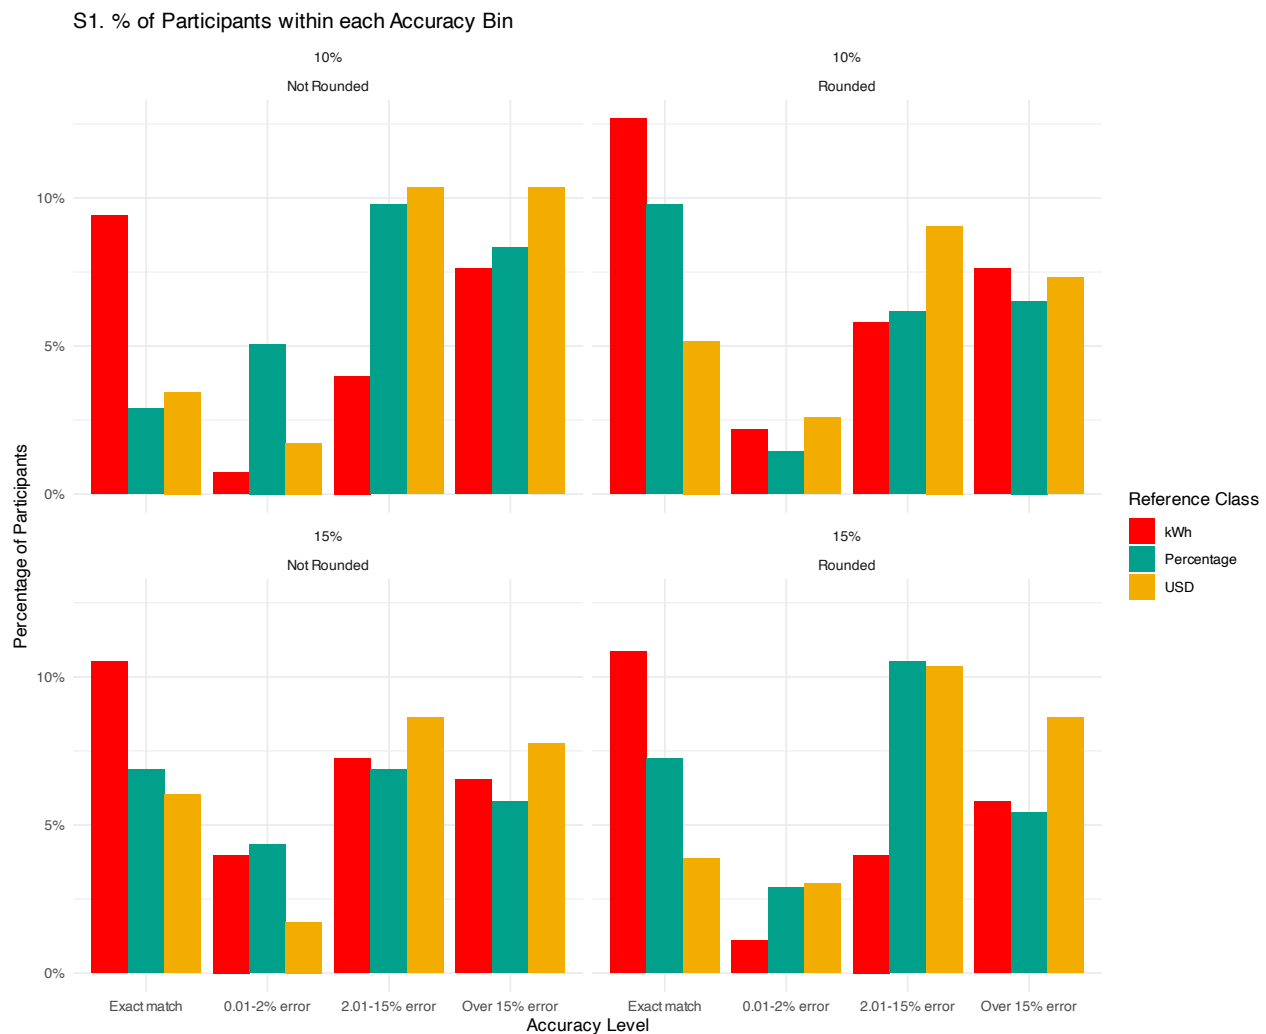 S1. % of Participants within each Accuracy Bin
10%
Not Rounded
10%
Rounded
10%
5%
0%
15%
Not Rounded
15%
Rounded
10%
5%
0%
Percentage of Participants
Exact match 0.01-2% error 2.01-15% error Over 15% error
Exact match 0.01-2% error 2.01-15% error Over 15% error
Accuracy Level
Reference Class
kWh
Percentage
USD